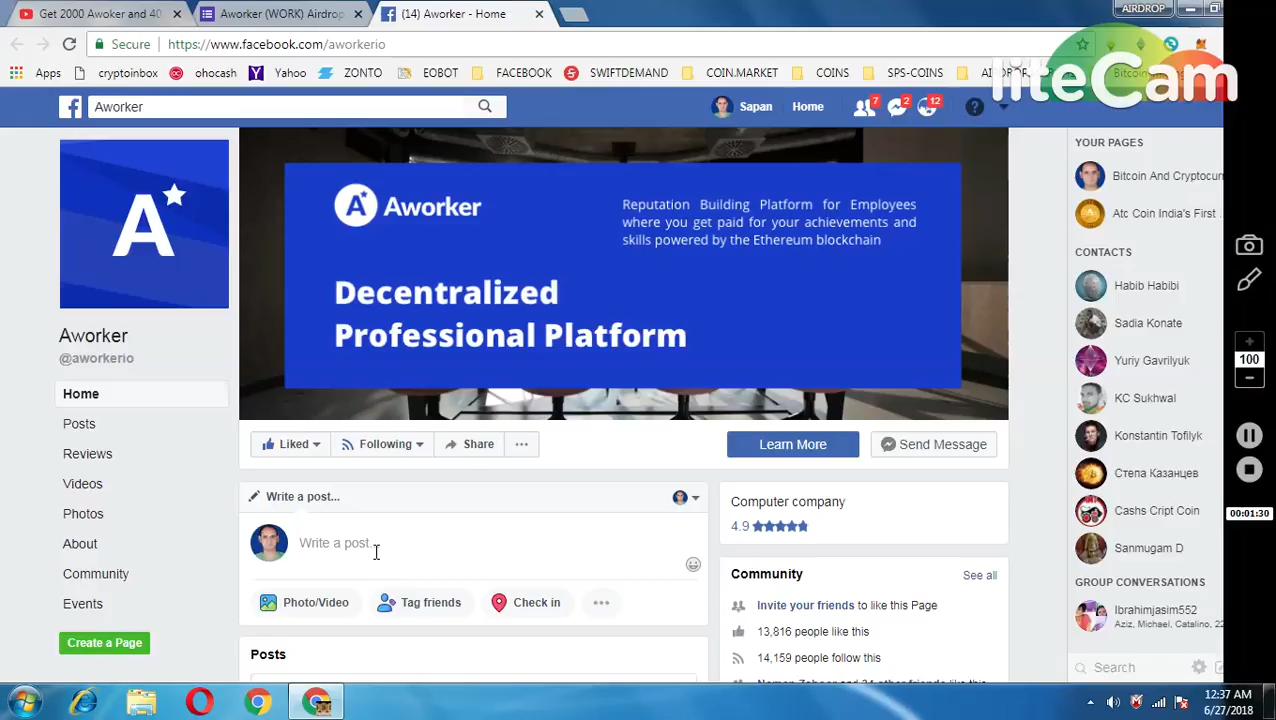 Get 2000 Awoker and 40
Aworker (WORK) Airdrop
(14) Aworker - Home
AIRDROP
Secure
https://www.facebook.com/aworkerio
Apps
cryptoinbox
ohocash
Yahoo
ZONTO
EOBOT
FACEBOOK
SWIFTDEMAND
COIN.MARKET
COINS
SPS-COINS
liteCam
Aworker
Sapan
Home
7
2
12
A
Aworker
@aworkerio
Home
Posts
Reviews
Videos
Photos
About
Community
Events
Create a Page
Aworker
Reputation Building Platform for Employees
where you get paid for your achievements and
skills powered by the Ethereum blockchain
Decentralized
Professional Platform
Liked
Following
Share
Learn More
Send Message
Write a post...
Write a post..
Photo/Video
Tag friends
Check in
Posts
Computer company
4.9
Community
See all
Invite your friends to like this Page
13,816 people like this
14,159 people follow this
YOUR PAGES
Bitcoin And Cryptocurr
Atc Coin India's First ..
CONTACTS
Habib Habibi
Sadia Konate
Yuriy Gavrilyuk
KC Sukhwal
Konstantin Tofilyk
Степа Казанцев
Cashs Cript Coin
Sanmugam D
GROUP CONVERSATIONS
Ibrahimjasim552
Aziz, Michael, Catalino, 22
Search
100
00:01:30
12:37 AM
6/27/2018